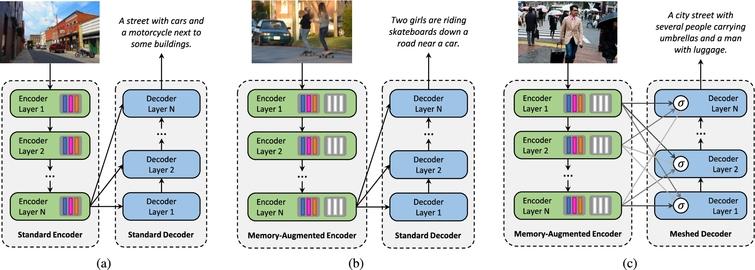 A street with cars and
a motorcycle next to
some buildings.
Encoder
Layer 1
Encoder
Layer 2
...
Encoder
Layer N
Standard Encoder
Decoder
Layer N
...
Decoder
Layer 2
Decoder
Layer 1
Standard Decoder
(a)
Two girls are riding
skateboards down a
road near a car.
Encoder
Layer 1
Encoder
Layer 2
...
Encoder
Layer N
Memory-Augmented Encoder
Decoder
Layer N
...
Decoder
Layer 2
Decoder
Layer 1
Standard Decoder
(b)
A city street with
several people carrying
umbrellas and a man
with luggage.
Encoder
Layer 1
Encoder
Layer 2
...
Encoder
Layer N
Memory-Augmented Encoder
σ
Decoder
Layer N
...
σ
Decoder
Layer 2
σ
Decoder
Layer 1
Meshed Decoder
(c)